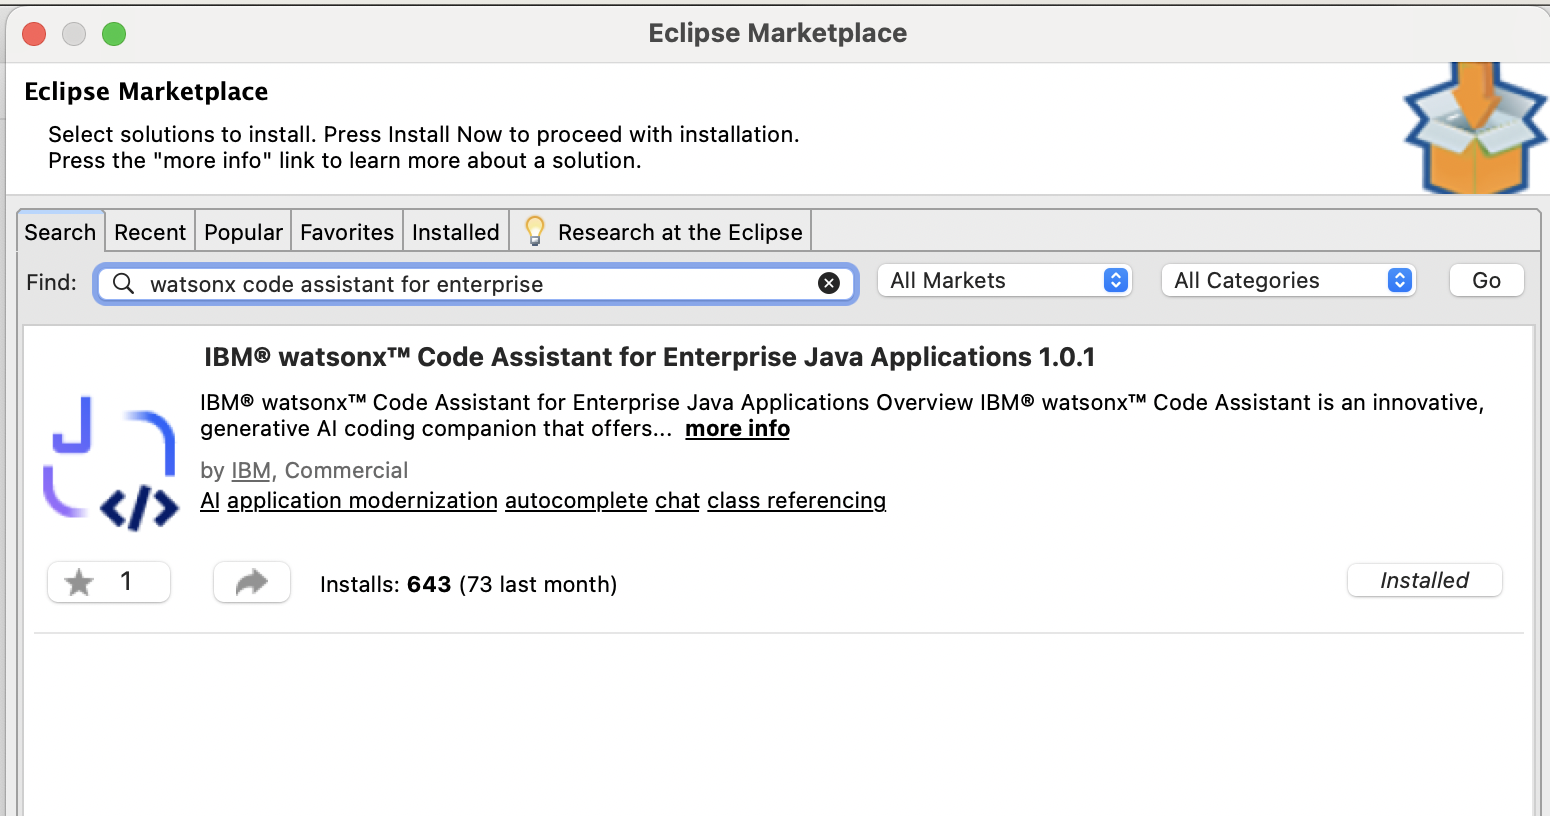 Eclipse Marketplace
Eclipse Marketplace
Select solutions to install. Press Install Now to proceed with installation.
Press the "more info" link to learn more about a solution.
Search Recent Popular Favorites Installed Research at the Eclipse
Find: watsonx code assistant for enterprise All Markets All Categories Go
IBM® watsonx™ Code Assistant for Enterprise Java Applications 1.0.1
IBM® watsonx™ Code Assistant for Enterprise Java Applications Overview IBM® watsonx™ Code Assistant is an innovative,
generative AI coding companion that offers... more info
by IBM, Commercial
AI application modernization autocomplete chat class referencing
1 Installs: 643 (73 last month) Installed